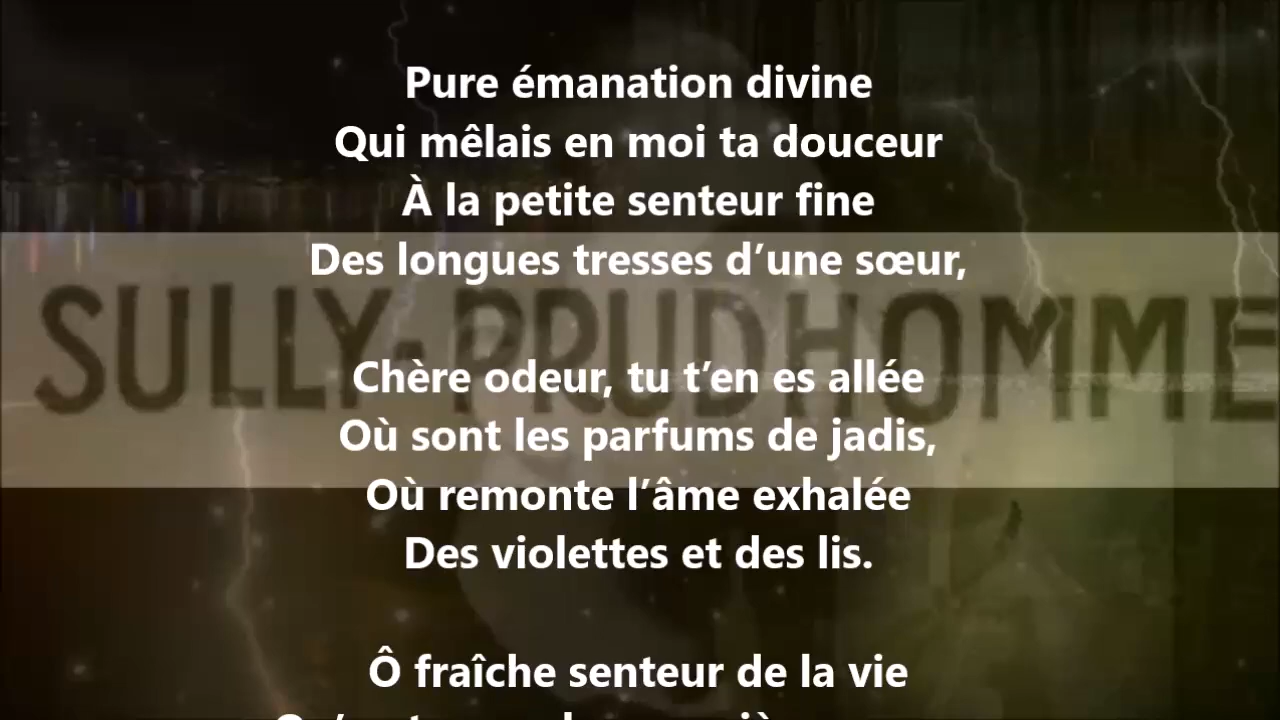 Pure émanation divine
Qui mêlais en moi ta douceur
À la petite senteur fine
Des longues tresses d’une sœur,
SULLY-PRUDHOMME
Chère odeur, tu t’en es allée
Où sont les parfums de jadis,
Où remonte l’âme exhalée
Des violettes et des lis.
Ô fraîche senteur de la vie